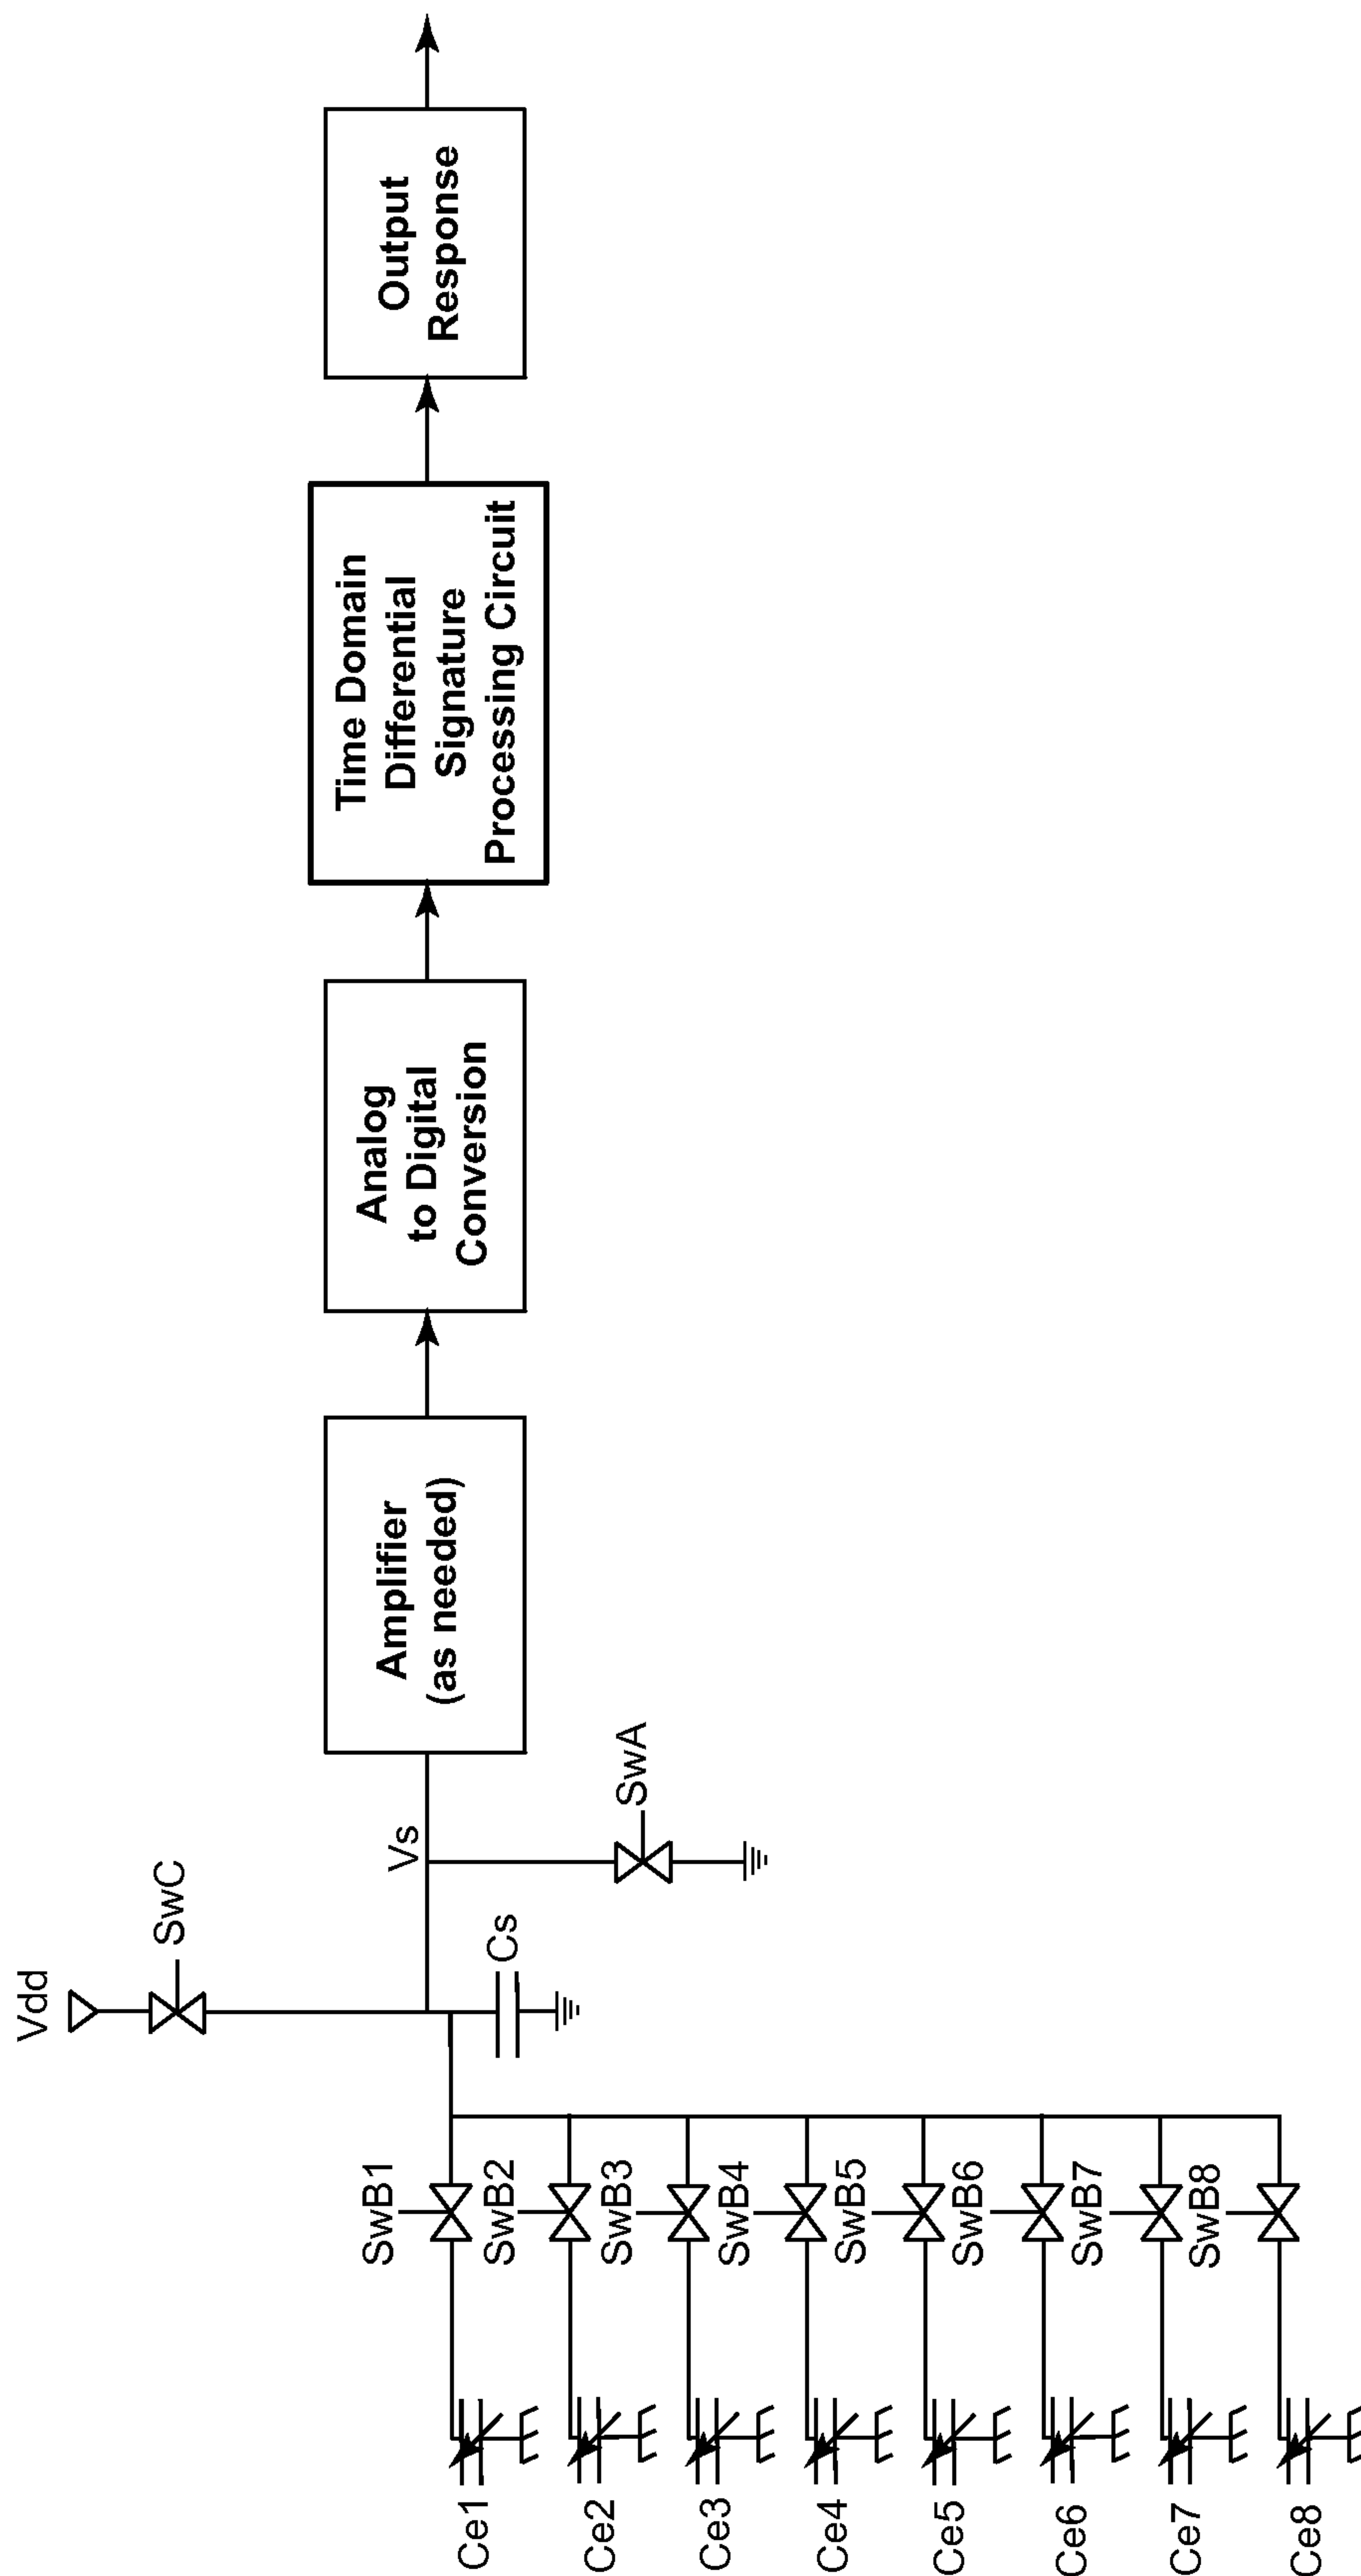 Vdd
SwC
Vs
Cs
SwA
Amplifier
(as needed)
Analog
to Digital
Conversion
Time Domain
Differential
Signature
Processing Circuit
Output
Response
SwB1
SwB2
SwB3
SwB4
SwB5
SwB6
SwB7
SwB8
Ce1
Ce2
Ce3
Ce4
Ce5
Ce6
Ce7
Ce8